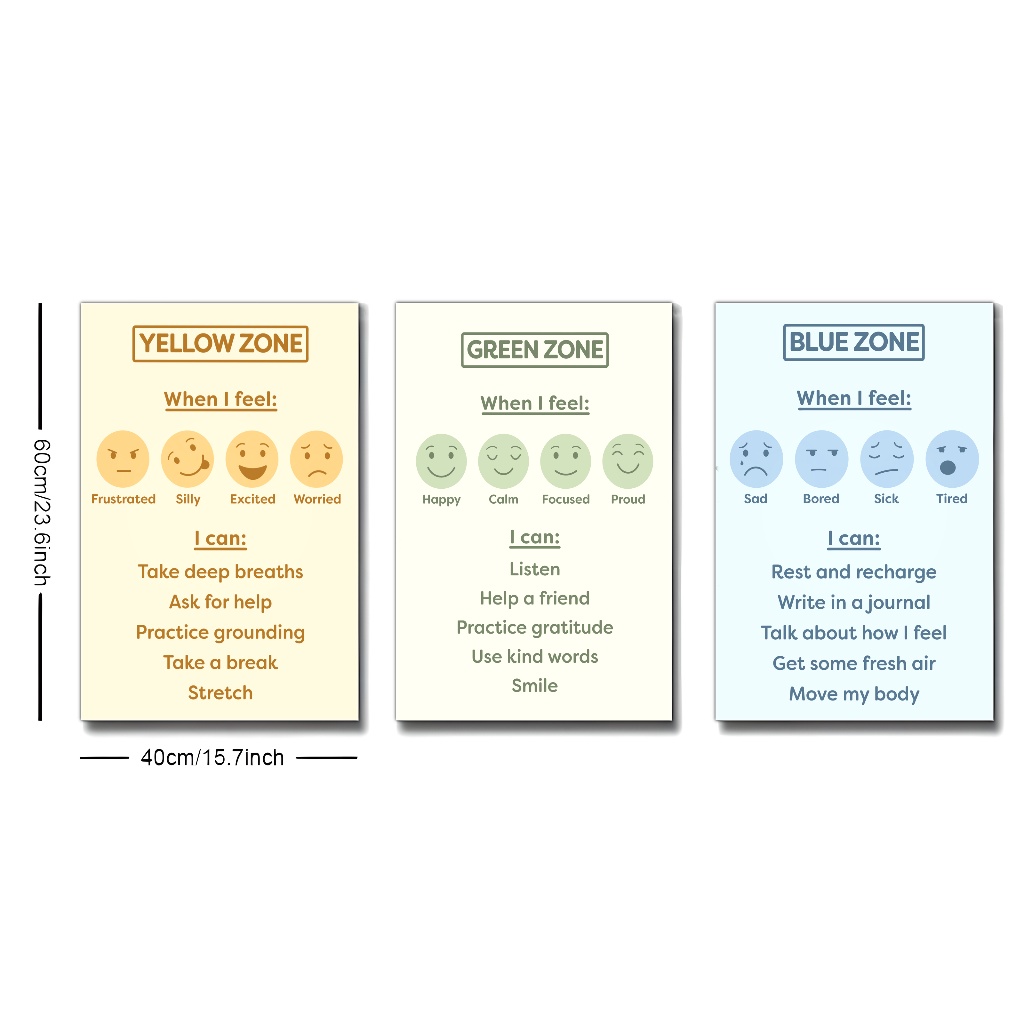 60cm/23.6inch
YELLOW ZONE
When I feel:
Frustrated Silly Excited Worried
I can:
Take deep breaths
Ask for help
Practice grounding
Take a break
Stretch
40cm/15.7inch
GREEN ZONE
When I feel:
Happy Calm Focused Proud
I can:
Listen
Help a friend
Practice gratitude
Use kind words
Smile
BLUE ZONE
When I feel:
Sad Bored Sick Tired
I can:
Rest and recharge
Write in a journal
Talk about how I feel
Get some fresh air
Move my body